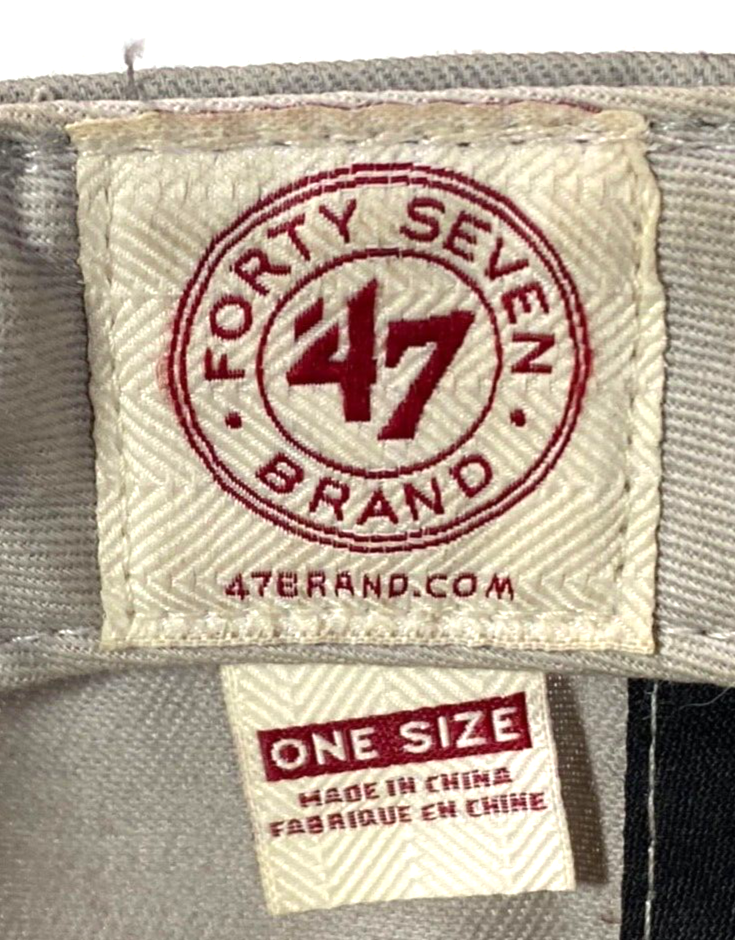 FORTY SEVEN
'47
BRAND
47BRAND.COM
ONE SIZE
MADE IN CHINA
FABRIQUE EN CHINE